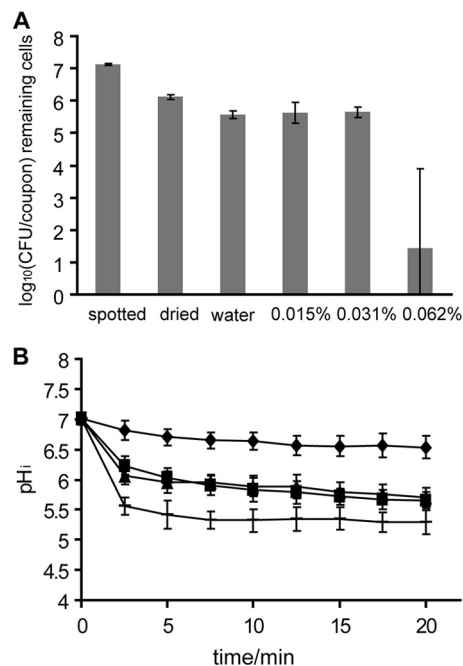 A
log₁₀(CFU/coupon) remaining cells
8
7
6
5
4
3
2
1
0
spotted dried water 0.015% 0.031% 0.062%
B
pHi
8
7.5
7
6.5
6
5.5
5
4.5
4
0 5 10 15 20
time/min